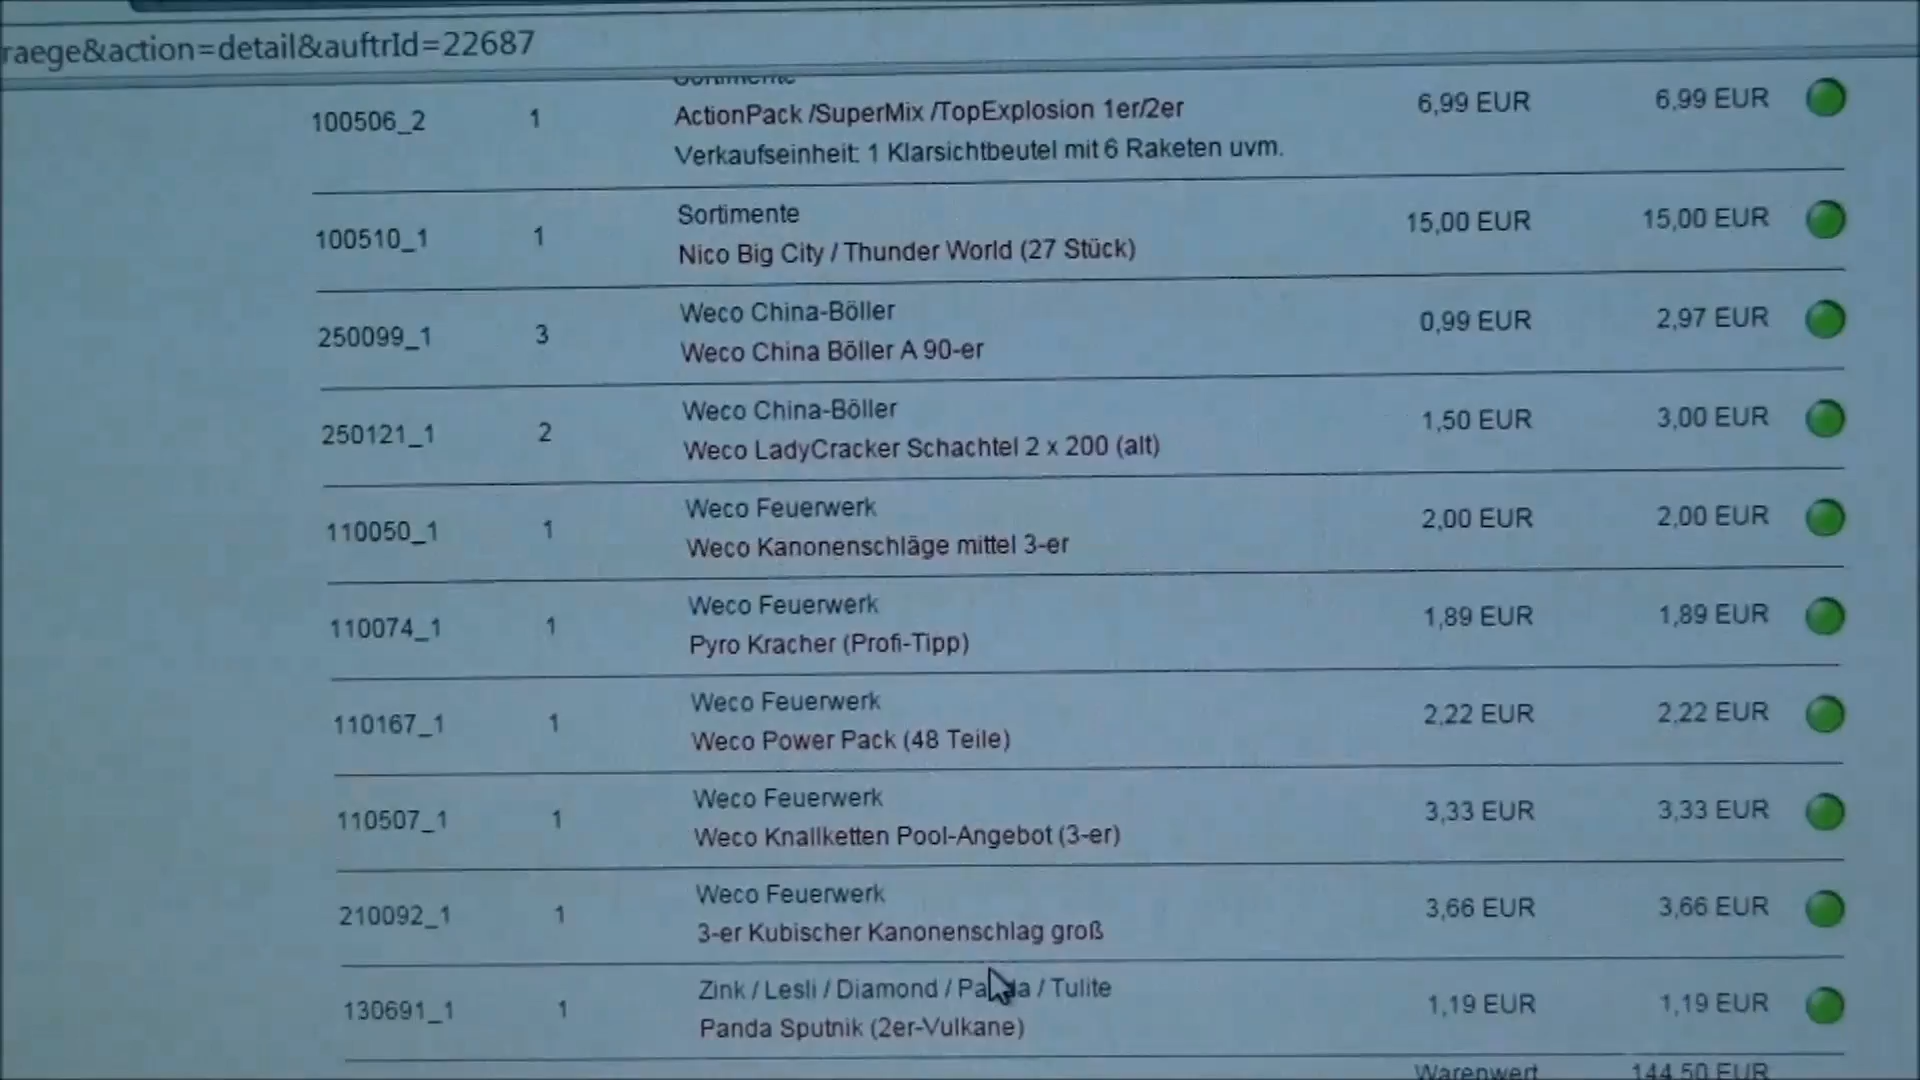 raege&action=detail&auftrId=22687
Sortimente
100506_2 1 ActionPack /SuperMix /TopExplosion 1er/2er 6,99 EUR 6,99 EUR
Verkaufseinheit: 1 Klarsichtbeutel mit 6 Raketen uvm.
Sortimente
100510_1 1 Nico Big City / Thunder World (27 Stück) 15,00 EUR 15,00 EUR
Weco China-Böller
250099_1 3 Weco China Böller A 90-er 0,99 EUR 2,97 EUR
Weco China-Böller
250121_1 2 Weco LadyCracker Schachtel 2 x 200 (alt) 1,50 EUR 3,00 EUR
Weco Feuerwerk
110050_1 1 Weco Kanonenschläge mittel 3-er 2,00 EUR 2,00 EUR
Weco Feuerwerk
110074_1 1 Pyro Kracher (Profi-Tipp) 1,89 EUR 1,89 EUR
Weco Feuerwerk
110167_1 1 Weco Power Pack (48 Teile) 2,22 EUR 2,22 EUR
Weco Feuerwerk
110507_1 1 Weco Knallketten Pool-Angebot (3-er) 3,33 EUR 3,33 EUR
Weco Feuerwerk
210092_1 1 3-er Kubischer Kanonenschlag groß 3,66 EUR 3,66 EUR
Zink / Lesli / Diamond / Panda / Tulite
130691_1 1 Panda Sputnik (2er-Vulkane) 1,19 EUR 1,19 EUR
Warenwert 144,50 EUR